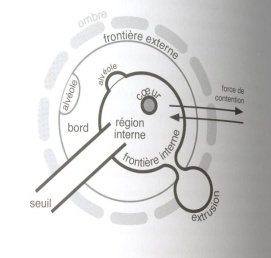 ombre
frontière externe
alvéole
alvéole
cœur
force de
contention
bord
région
interne
frontière interne
seuil
extrusion